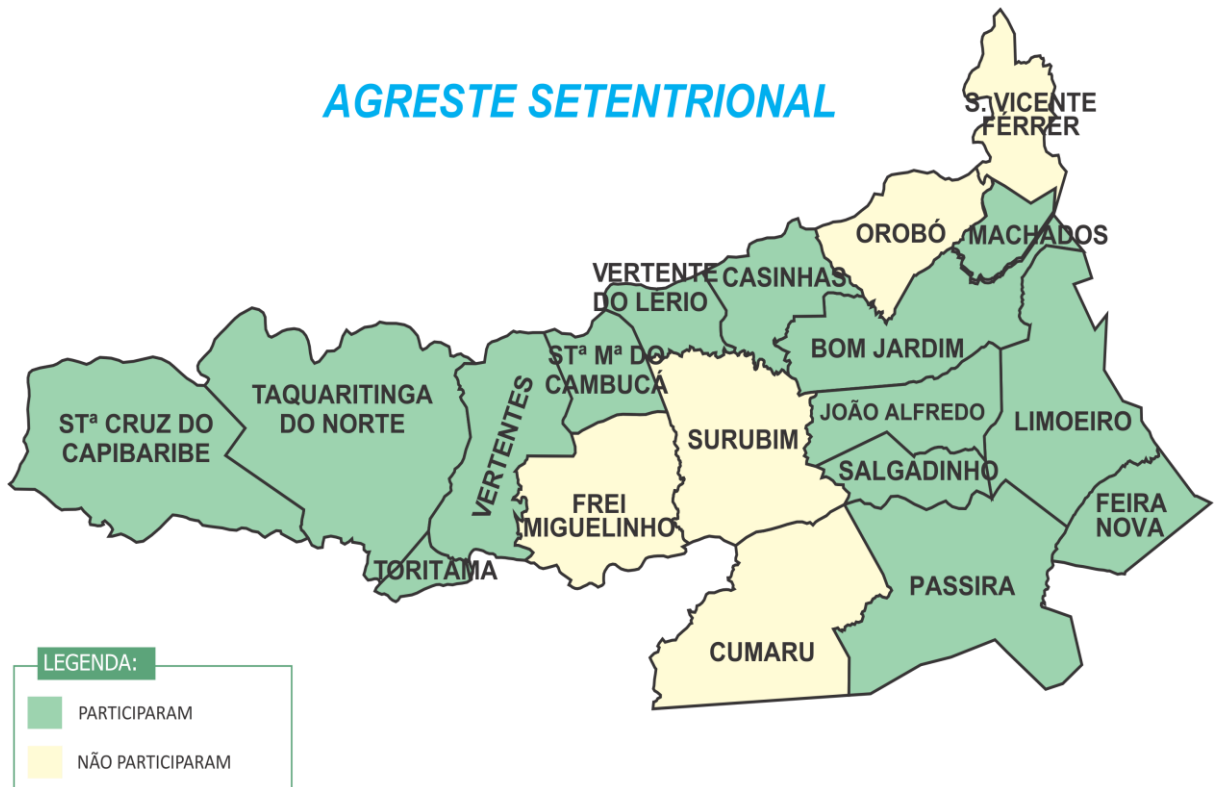 AGRESTE SETENTRIONAL
S. VICENTE
FÉRRER
OROBÓ
MACHADOS
VERTENTE
DO LÉRIO
CASINHAS
STª Mª DO
CAMBUCÁ
BOM JARDIM
TAQUARITINGA
DO NORTE
STª CRUZ DO
CAPIBARIBE
VERTENTES
JOÃO ALFREDO
LIMOEIRO
SURUBIM
SALGADINHO
FREI
MIGUELINHO
FEIRA
NOVA
TORITAMA
PASSIRA
CUMARU
LEGENDA:
PARTICIPARAM
NÃO PARTICIPARAM